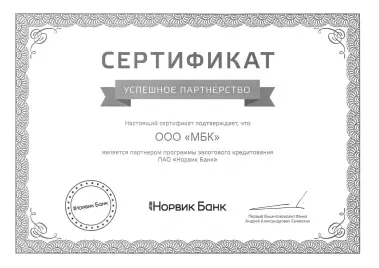 СЕРТИФИКАТ
УСПЕШНОЕ ПАРТНЕРСТВО
Настоящий сертификат подтверждает, что
ООО «МБК»
является партнером программы залогового кредитования
ПАО «Норвик Банк»
Норвик Банк
Норвик Банк
Первый Вице-президент банка
Андрей Александрович